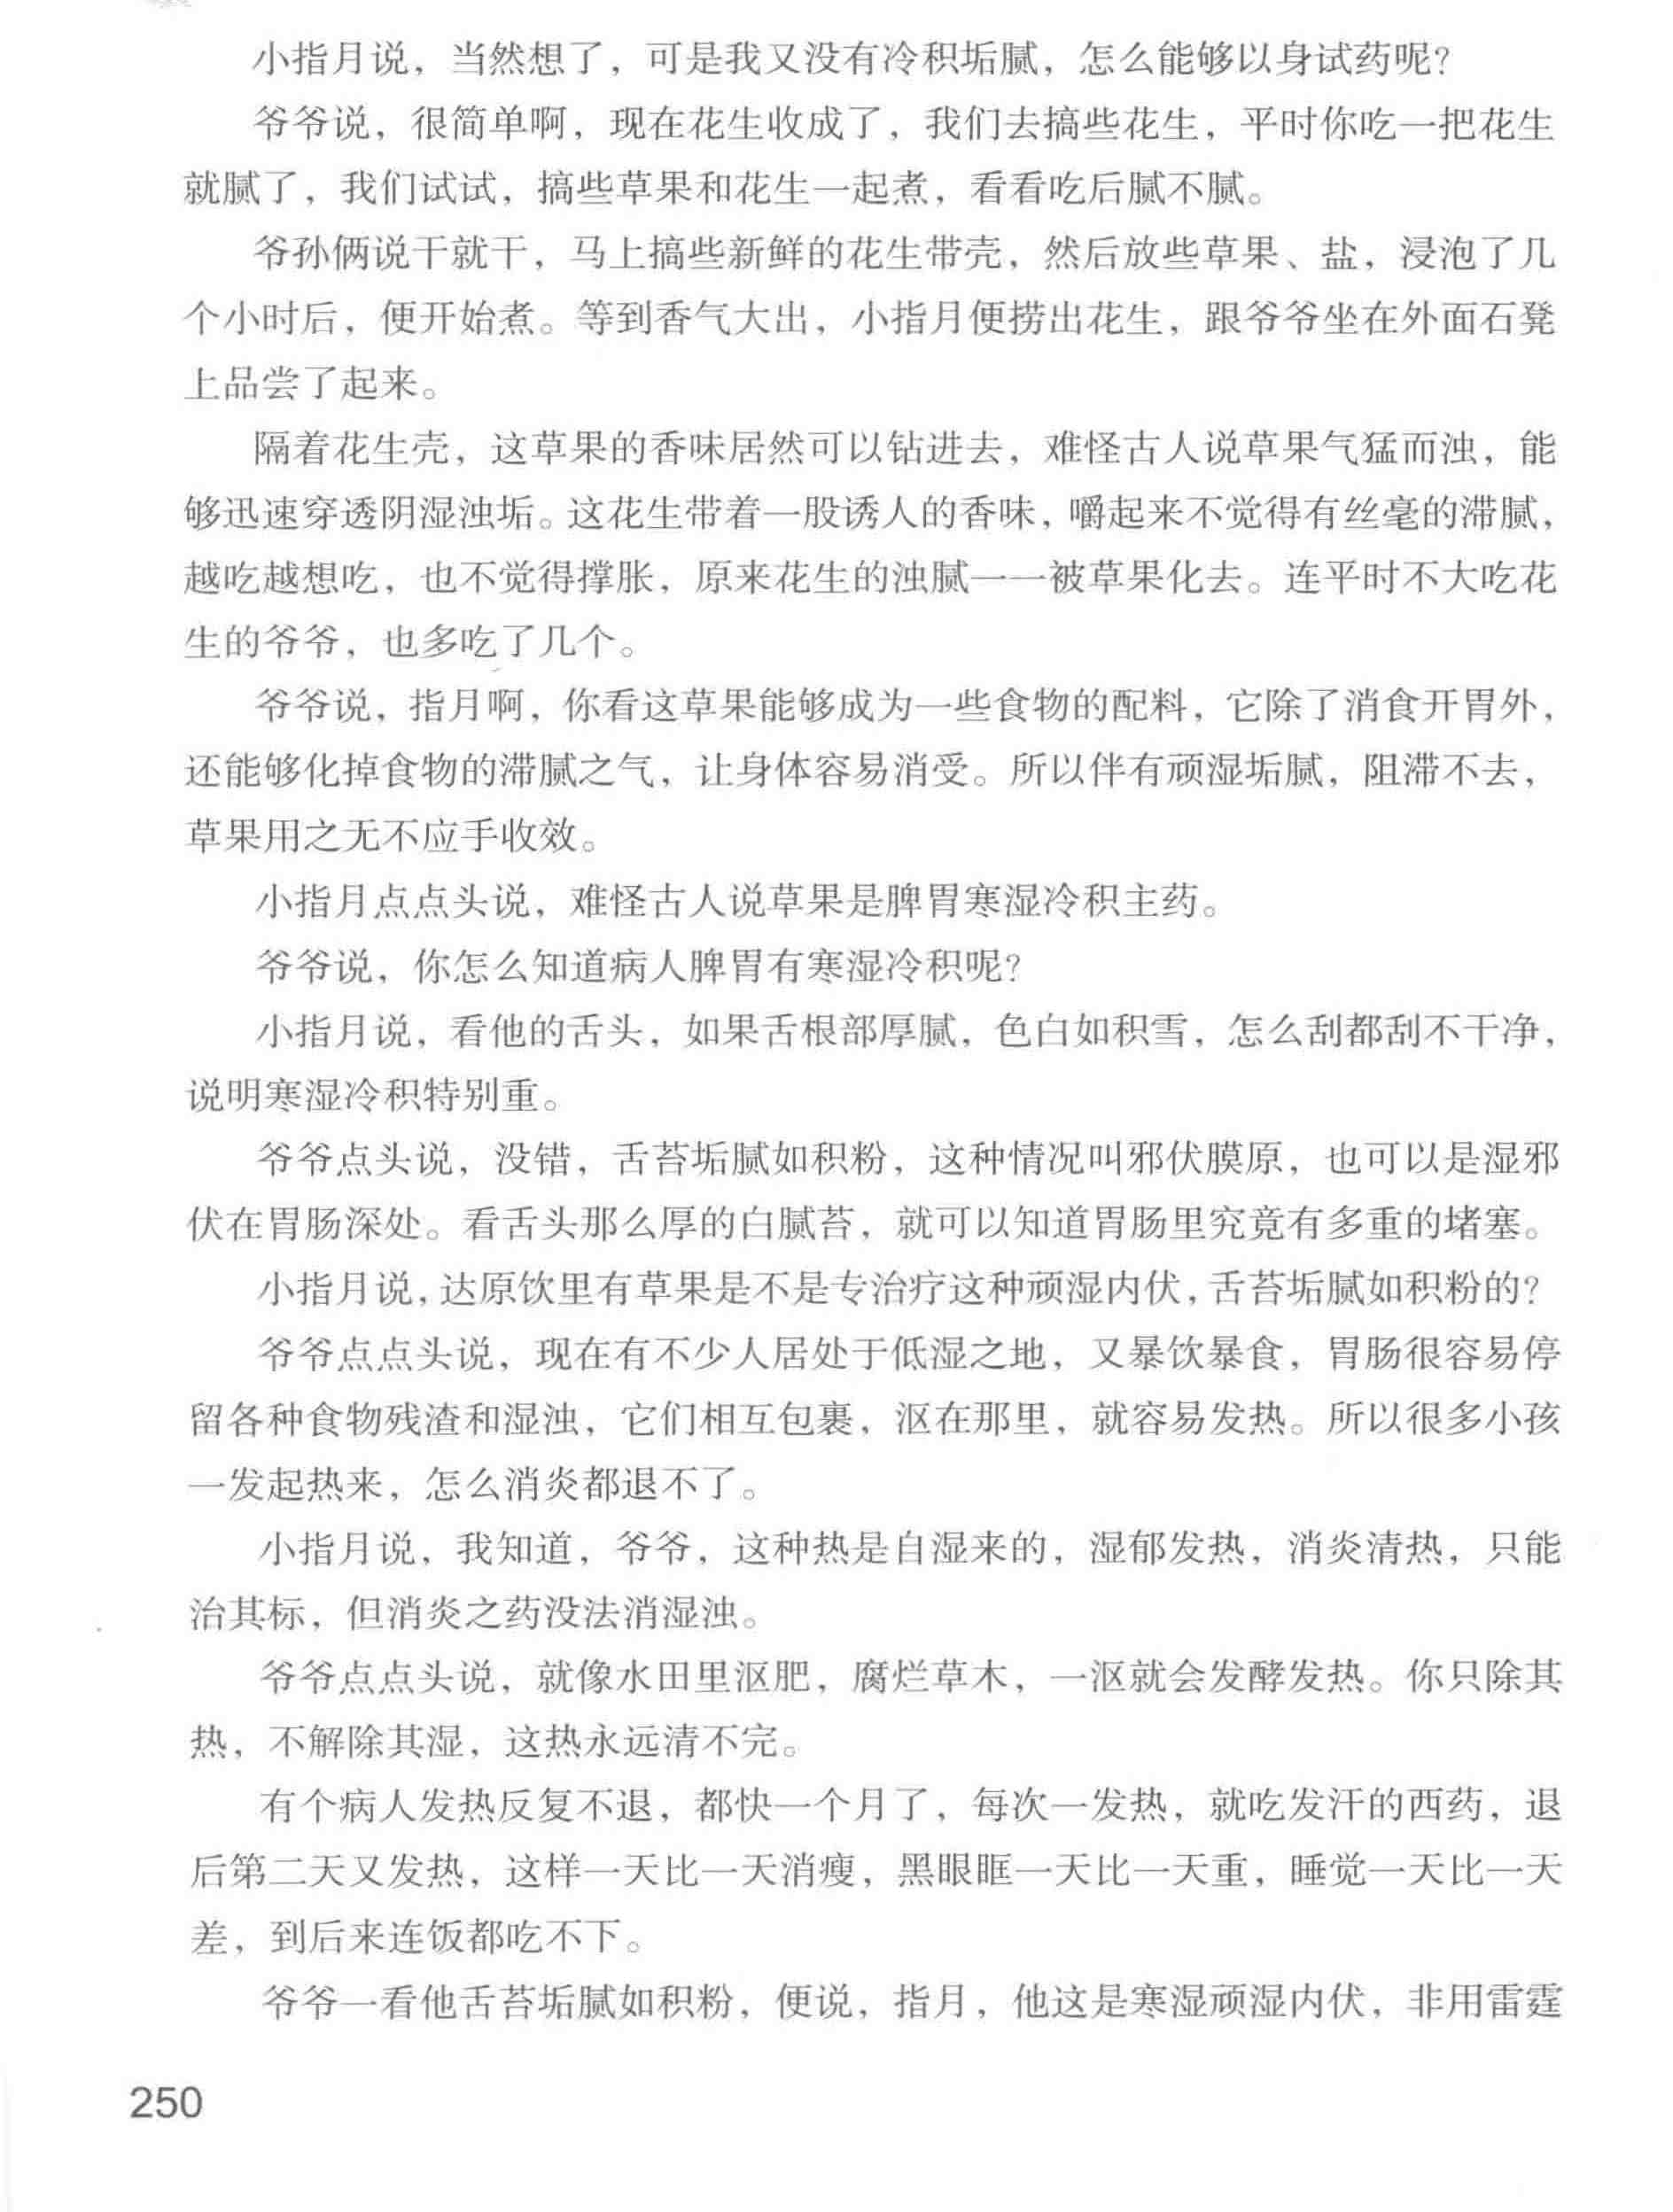 小指月说，当然想了，可是我又没有冷积垢腻，怎么能够以身试药呢？
爷爷说，很简单啊，现在花生收成了，我们去搞些花生，平时你吃一把花生
就腻了，我们试试，搞些草果和花生一起煮，看看吃后腻不腻。
爷孙俩说干就干，马上搞些新鲜的花生带壳，然后放些草果、盐，浸泡了几
个小时后，便开始煮。等到香气大出，小指月便捞出花生，跟爷爷坐在外面石凳
上品尝了起来。
隔着花生壳，这草果的香味居然可以钻进去，难怪古人说草果气猛而浊，能
够迅速穿透阴湿浊垢。这花生带着一股诱人的香味，嚼起来不觉得有丝毫的滞腻，
越吃越想吃，也不觉得撑胀，原来花生的浊腻一一被草果化去。连平时不大吃花
生的爷爷，也多吃了几个。
爷爷说，指月啊，你看这草果能够成为一些食物的配料，它除了消食开胃外，
还能够化掉食物的滞腻之气，让身体容易消受。所以伴有顽湿垢腻，阻滞不去，
草果用之无不应手收效。
小指月点点头说，难怪古人说草果是脾胃寒湿冷积主药。
爷爷说，你怎么知道病人脾胃有寒湿冷积呢？
小指月说，看他的舌头，如果舌根部厚腻，色白如积雪，怎么刮都刮不干净，
说明寒湿冷积特别重。
爷爷点头说，没错，舌苔垢腻如积粉，这种情况叫邪伏膜原，也可以是湿邪
伏在胃肠深处。看舌头那么厚的白腻苔，就可以知道胃肠里究竟有多重的堵塞。
小指月说，达原饮里有草果是不是专治疗这种顽湿内伏，舌苔垢腻如积粉的？
爷爷点点头说，现在有不少人居处于低湿之地，又暴饮暴食，胃肠很容易停
留各种食物残渣和湿浊，它们相互包裹，沤在那里，就容易发热。所以很多小孩
一发起热来，怎么消炎都退不了。
小指月说，我知道，爷爷，这种热是自湿来的，湿郁发热，消炎清热，只能
治其标，但消炎之药没法消湿浊。
爷爷点点头说，就像水田里沤肥，腐烂草木，一沤就会发酵发热。你只除其
热，不解除其湿，这热永远清不完。
有个病人发热反复不退，都快一个月了，每次一发热，就吃发汗的西药，退
后第二天又发热，这样一天比一天消瘦，黑眼眶一天比一天重，睡觉一天比一天
差，到后来连饭都吃不下。
爷爷一看他舌苔垢腻如积粉，便说，指月，他这是寒湿顽湿内伏，非用雷霆
250